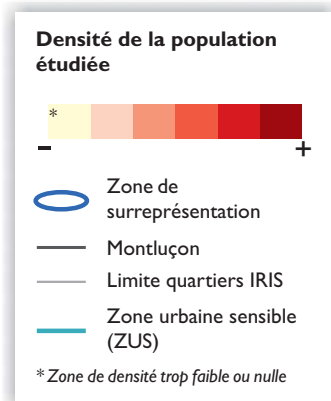 Densité de la population
étudiée
*
- +
Zone de
surreprésentation
Montluçon
Limite quartiers IRIS
Zone urbaine sensible
(ZUS)
* Zone de densité trop faible ou nulle